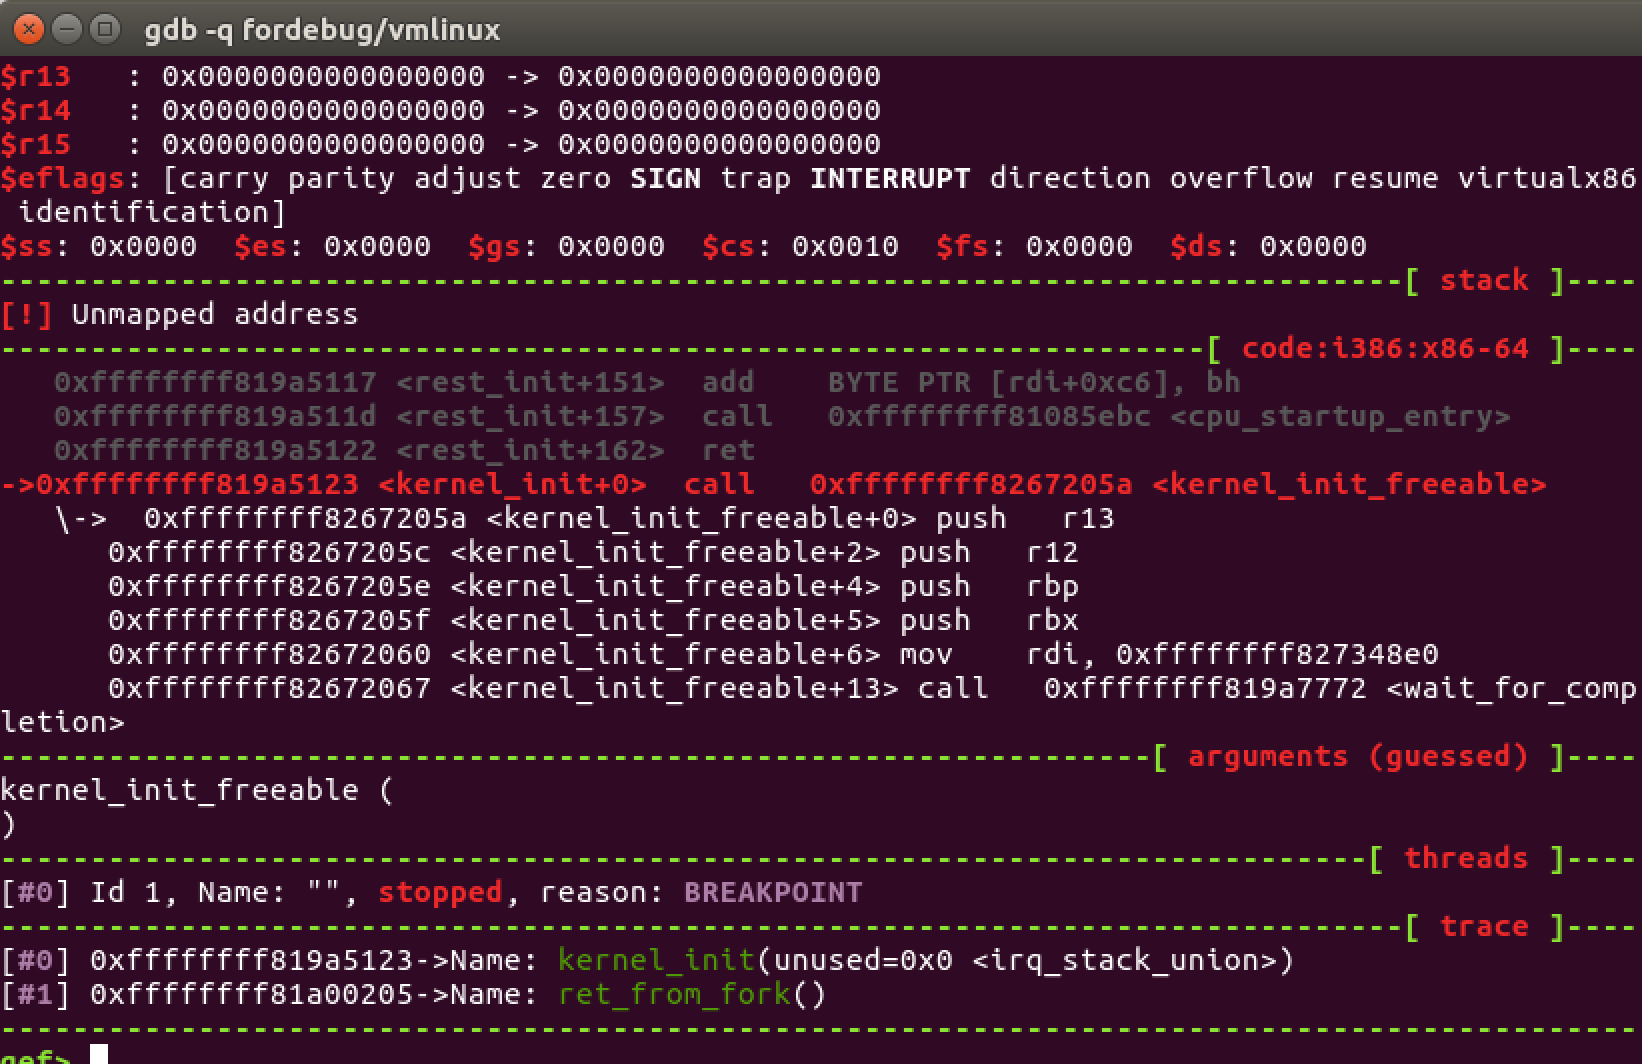 gdb -q fordebug/vmlinux
$r13   : 0x0000000000000000 -> 0x0000000000000000
$r14   : 0x0000000000000000 -> 0x0000000000000000
$r15   : 0x0000000000000000 -> 0x0000000000000000
$eflags: [carry parity adjust zero SIGN trap INTERRUPT direction overflow resume virtualx86
 identification]
$ss: 0x0000  $es: 0x0000  $gs: 0x0000  $cs: 0x0010  $fs: 0x0000  $ds: 0x0000
------------------------------------------------------------------------------[ stack ]----
[!] Unmapped address
-------------------------------------------------------------------[ code:i386:x86-64 ]----
   0xffffffff819a5117 <rest_init+151>  add    BYTE PTR [rdi+0xc6], bh
   0xffffffff819a511d <rest_init+157>  call   0xffffffff81085ebc <cpu_startup_entry>
   0xffffffff819a5122 <rest_init+162>  ret
->0xffffffff819a5123 <kernel_init+0>  call   0xffffffff8267205a <kernel_init_freeable>
   \->  0xffffffff8267205a <kernel_init_freeable+0> push   r13
      0xffffffff8267205c <kernel_init_freeable+2> push   r12
      0xffffffff8267205e <kernel_init_freeable+4> push   rbp
      0xffffffff8267205f <kernel_init_freeable+5> push   rbx
      0xffffffff82672060 <kernel_init_freeable+6> mov    rdi, 0xffffffff827348e0
      0xffffffff82672067 <kernel_init_freeable+13> call   0xffffffff819a7772 <wait_for_comp
letion>
----------------------------------------------------------------[ arguments (guessed) ]----
kernel_init_freeable (
)
----------------------------------------------------------------------------[ threads ]----
[#0] Id 1, Name: "", stopped, reason: BREAKPOINT
------------------------------------------------------------------------------[ trace ]----
[#0] 0xffffffff819a5123->Name: kernel_init(unused=0x0 <irq_stack_union>)
[#1] 0xffffffff81a00205->Name: ret_from_fork()
-------------------------------------------------------------------------------------------
gef>